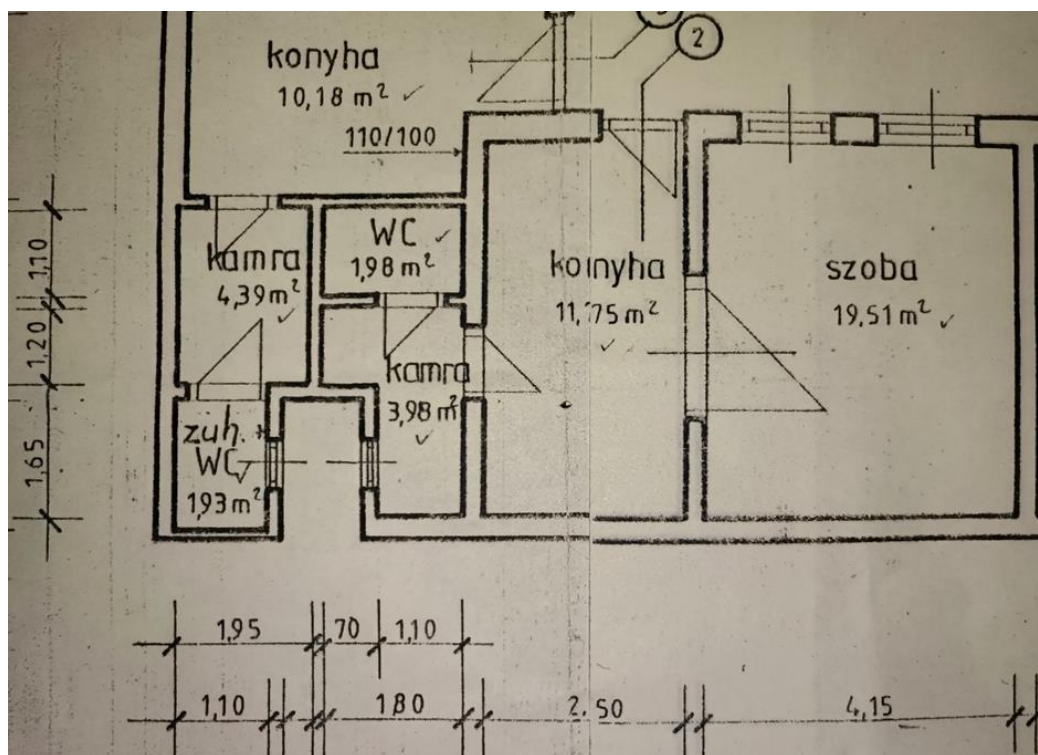 konyha
10,18 m² ✓
2
110/100
WC ✓
1,98 m²
kamra
4,39 m² ✓
konyha
11,75 m² ✓
szoba
19,51 m² ✓
kamra
3,98 m² ✓
zuh.
WC ✓
1,93 m²
1,10
1,20
1,65
1,95
70
1,10
1,10
1,80
2,50
4,15